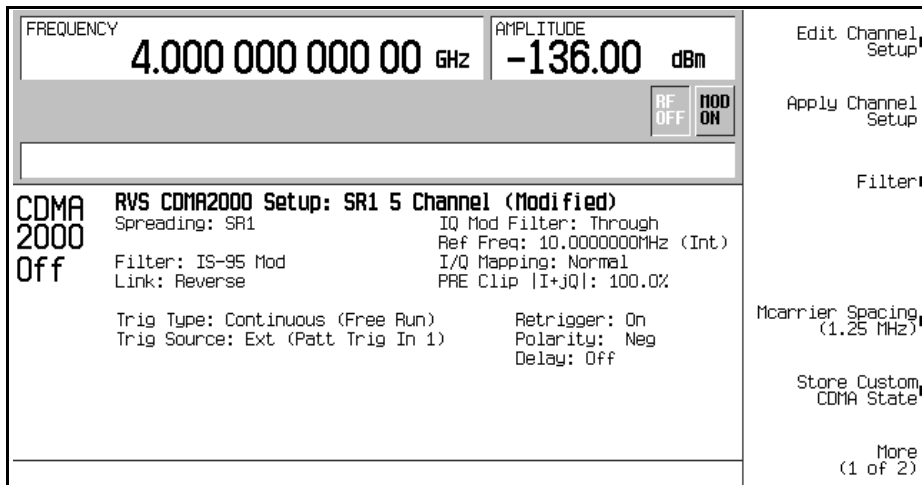 FREQUENCY
4.000 000 000 00 GHz
AMPLITUDE
-136.00 dBm
RF OFF
MOD ON
CDMA 2000 Off
RVS CDMA2000 Setup: SR1 5 Channel (Modified)
Spreading: SR1
IQ Mod Filter: Through
Ref Freq: 10.0000000MHz (Int)
Filter: IS-95 Mod
I/Q Mapping: Normal
Link: Reverse
PRE Clip |I+jQ|: 100.0%
Trig Type: Continuous (Free Run)
Retrigger: On
Trig Source: Ext (Patt Trig In 1)
Polarity: Neg
Delay: Off
Edit Channel
Setup
Apply Channel
Setup
Filter
Mcarrier Spacing
(1.25 MHz)
Store Custom
CDMA State
More
(1 of 2)